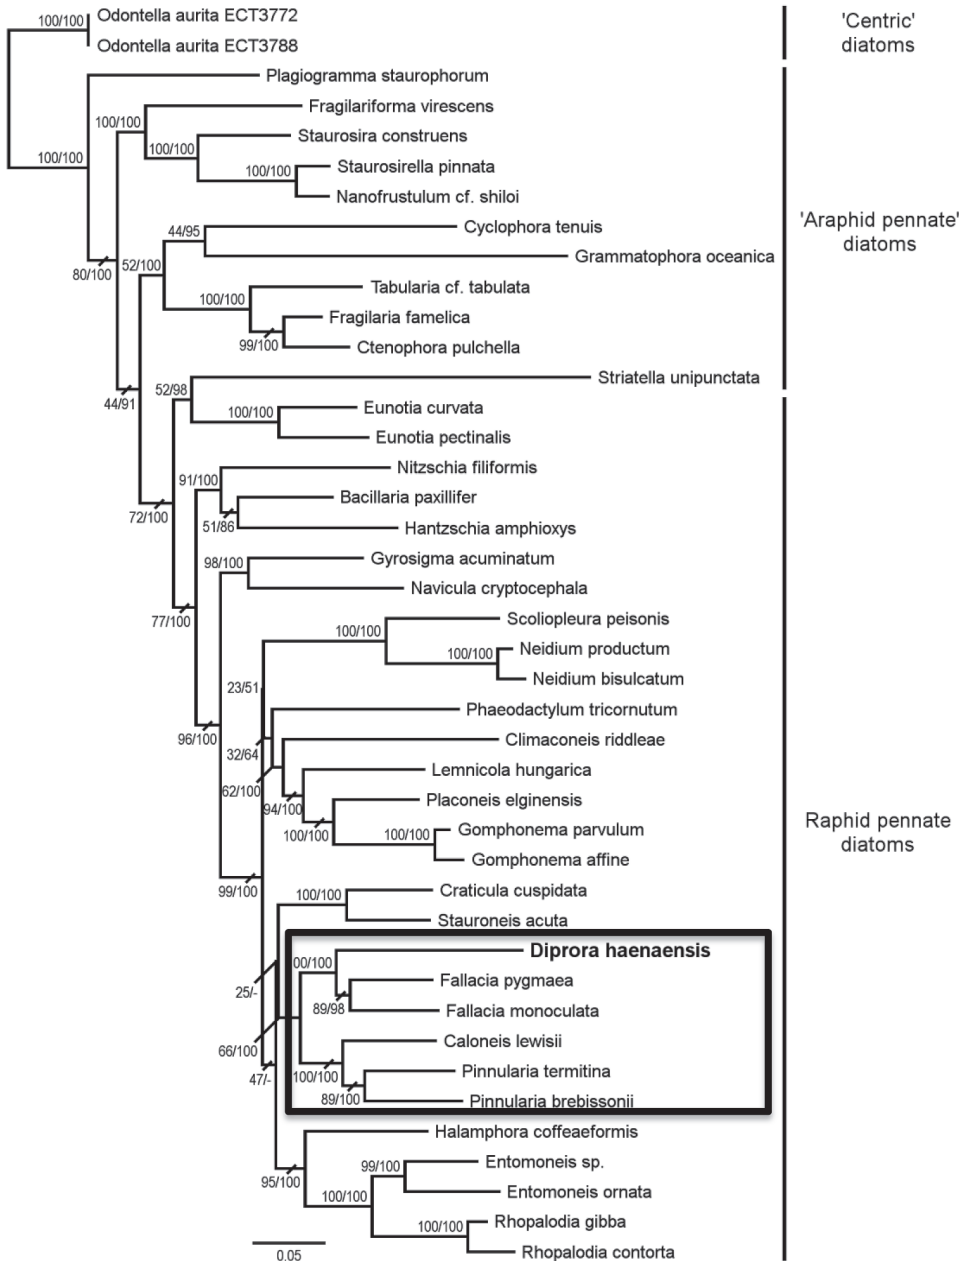 Odontella aurita ECT3772
100/100
Odontella aurita ECT3788
'Centric'
diatoms
Plagiogramma staurophorum
Fragilariforma virescens
100/100
Staurosira construens
100/100
100/100
Staurosirella pinnata
100/100
Nanofrustulum cf. shiloi
Cyclophora tenuis
44/95
'Araphid pennate'
diatoms
Grammatophora oceanica
80/100
52/100
Tabularia cf. tabulata
100/100
Fragilaria famelica
99/100
Ctenophora pulchella
Striatella unipunctata
44/91
52/98
Eunotia curvata
100/100
Eunotia pectinalis
Nitzschia filiformis
91/100
Bacillaria paxillifer
72/100
51/86
Hantzschia amphioxys
Gyrosigma acuminatum
98/100
Navicula cryptocephala
77/100
Scoliopleura peisonis
100/100
Neidium productum
100/100
Neidium bisulcatum
23/51
Phaeodactylum tricornutum
96/100
Climaconeis riddleae
32/64
Lemnicola hungarica
62/100
94/100
Placoneis elginensis
100/100
Gomphonema parvulum
100/100
Gomphonema affine
Raphid pennate
diatoms
99/100
Craticula cuspidata
100/100
Stauroneis acuta
Diprora haenaensis
00/100
Fallacia pygmaea
25/-
89/98
Fallacia monoculata
66/100
Caloneis lewisii
47/-
100/100
Pinnularia termitina
89/100
Pinnularia brebissonii
Halamphora coffeaeformis
95/100
Entomoneis sp.
99/100
Entomoneis ornata
100/100
Rhopalodia gibba
100/100
Rhopalodia contorta
0.05